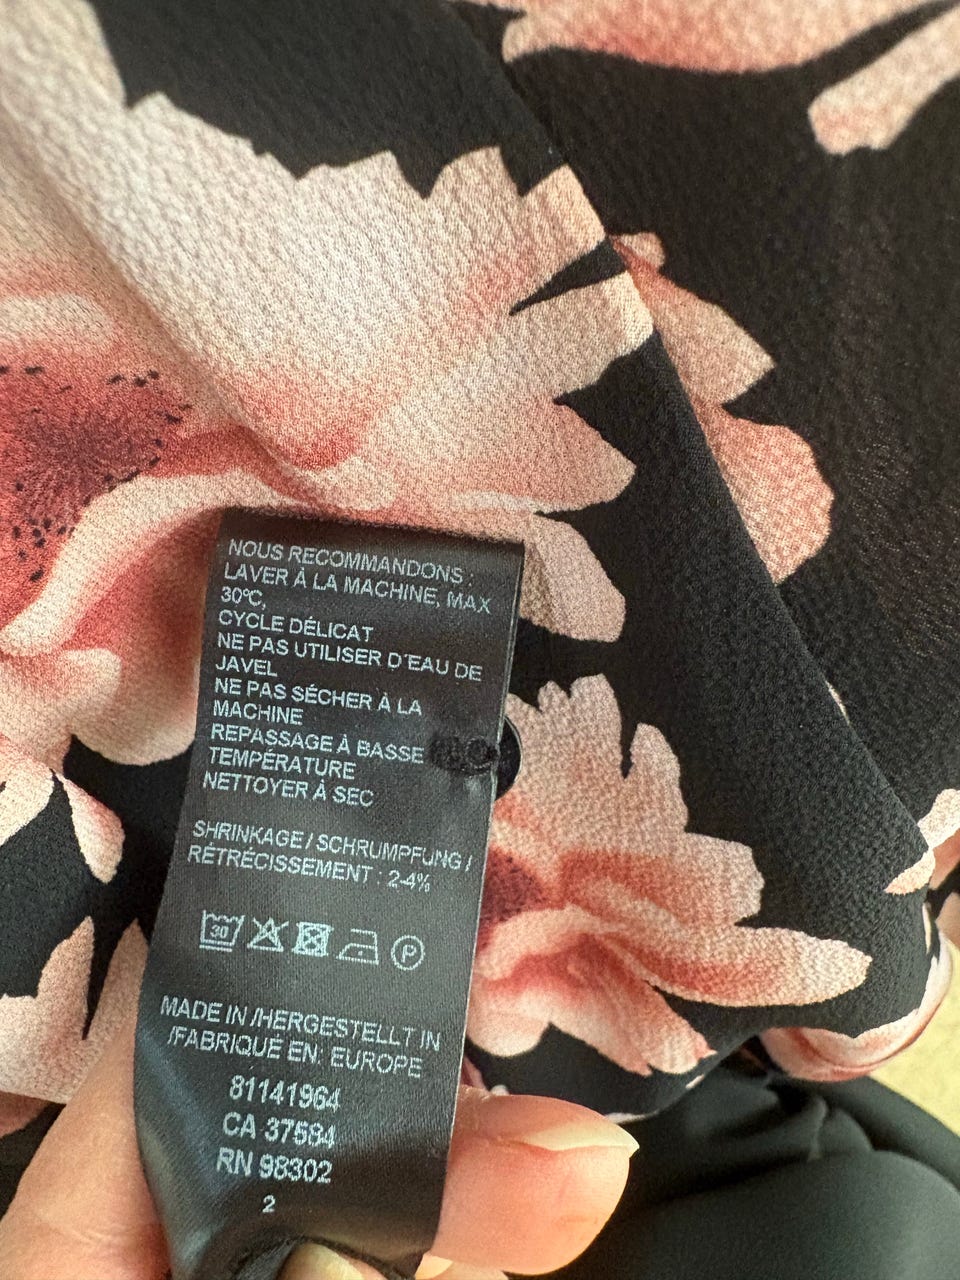 NOUS RECOMMANDONS :
LAVER À LA MACHINE, MAX
30°C,
CYCLE DÉLICAT
NE PAS UTILISER D'EAU DE
JAVEL
NE PAS SÉCHER À LA
MACHINE
REPASSAGE À BASSE
TEMPÉRATURE
NETTOYER À SEC
SHRINKAGE / SCHRUMPFUNG /
RÉTRÉCISSEMENT : 2-4%
30 P
MADE IN /HERGESTELLT IN
/FABRIQUÉ EN: EUROPE
81141964
CA 37584
RN 98302
2